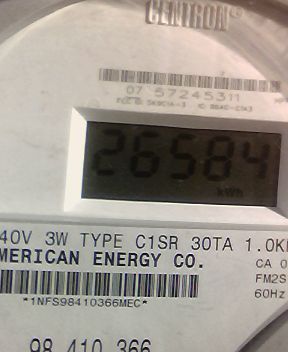 CENTRON®
07 57245311
26584
kWh
40V 3W TYPE C1SR 30TA 1.0K
MERICAN ENERGY CO.
CA 0
FM2S
*1NFS98410366MEC*
60Hz
98 410 366